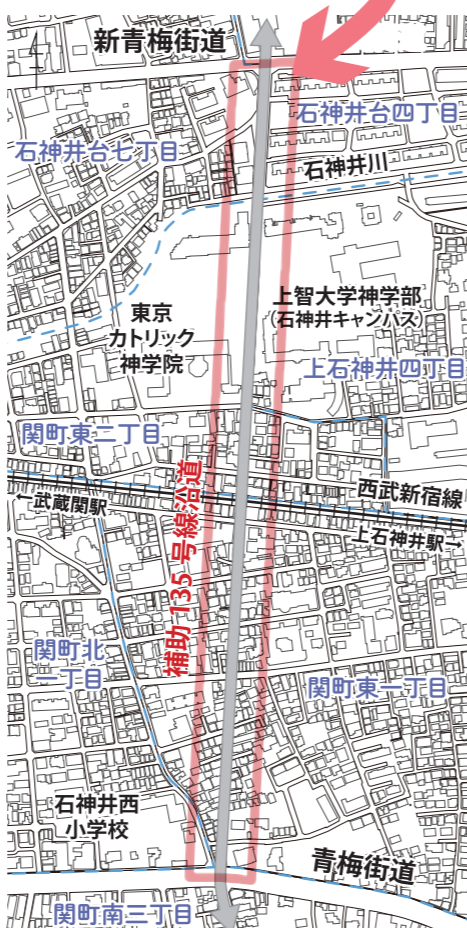 新青梅街道
石神井台四丁目
石神井台七丁目
石神井川
上智大学神学部
(石神井キャンパス)
東京
カトリック
神学院
上石神井四丁目
関町東二丁目
西武新宿線
←武蔵関駅
上石神井駅→
補助 135 号線沿道
関町北
一丁目
関町東一丁目
石神井西
小学校
青梅街道
関町南三丁目